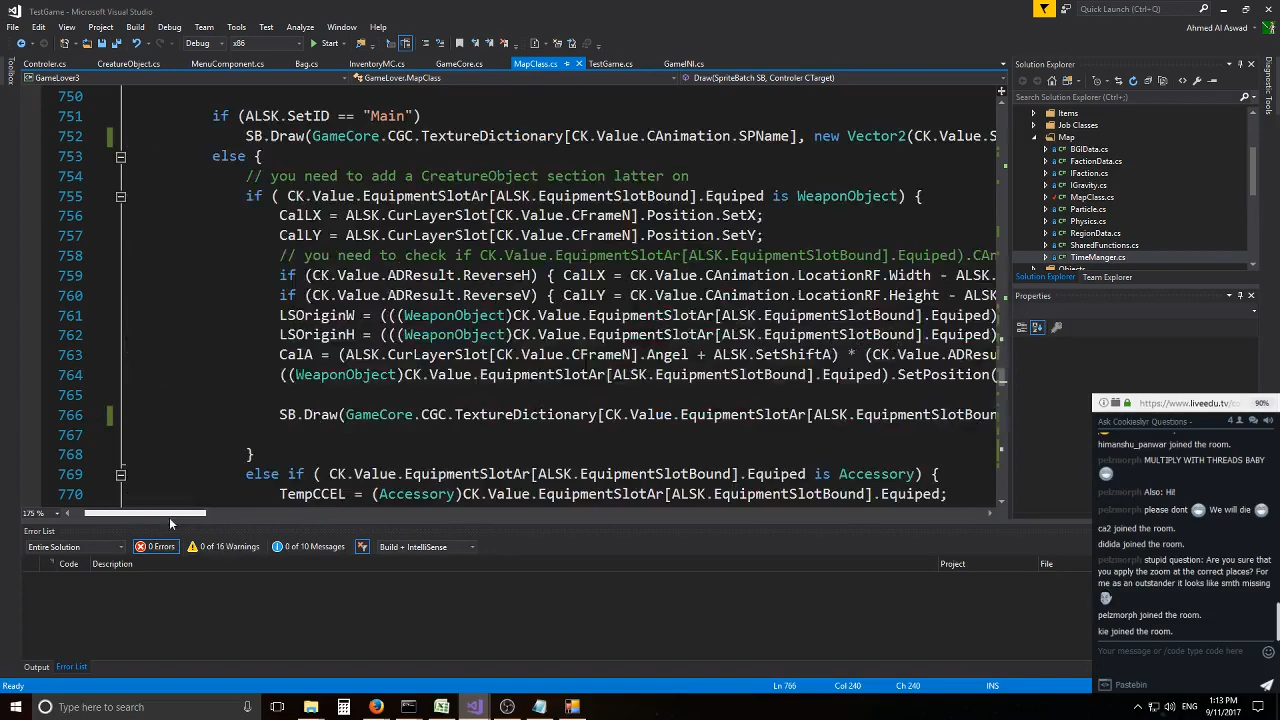 TestGame - Microsoft Visual Studio
Quick Launch (Ctrl+Q)
File Edit View Project Build Debug Team Tools Test Analyze Window Help
Ahmed Al Aswad
Debug x86 Start
Toolbox
Controler.cs CreatureObject.cs MenuComponent.cs Bag.cs InventoryMC.cs GameCore.cs MapClass.cs TestGame.cs GameINI.cs
GameLover3 GameLover.MapClass Draw(SpriteBatch SB, Controler CTarget)
750
751 if (ALSK.SetID == "Main")
752 SB.Draw(GameCore.CGC.TextureDictionary[CK.Value.CAnimation.SPName], new Vector2(CK.Value.S
753 else {
754 // you need to add a CreatureObject section latter on
755 if ( CK.Value.EquipmentSlotAr[ALSK.EquipmentSlotBound].Equiped is WeaponObject) {
756 CalLX = ALSK.CurLayerSlot[CK.Value.CFrameN].Position.SetX;
757 CalLY = ALSK.CurLayerSlot[CK.Value.CFrameN].Position.SetY;
758 // you need to check if CK.Value.EquipmentSlotAr[ALSK.EquipmentSlotBound].Equiped).CAn
759 if (CK.Value.ADResult.ReverseH) { CalLX = CK.Value.CAnimation.LocationRF.Width - ALSK.
760 if (CK.Value.ADResult.ReverseV) { CalLY = CK.Value.CAnimation.LocationRF.Height - ALSK
761 LSOriginW = (((WeaponObject)CK.Value.EquipmentSlotAr[ALSK.EquipmentSlotBound].Equiped)
762 LSOriginH = (((WeaponObject)CK.Value.EquipmentSlotAr[ALSK.EquipmentSlotBound].Equiped)
763 CalA = (ALSK.CurLayerSlot[CK.Value.CFrameN].Angel + ALSK.SetShiftA) * (CK.Value.ADResu
764 ((WeaponObject)CK.Value.EquipmentSlotAr[ALSK.EquipmentSlotBound].Equiped).SetPosition(
765
766 SB.Draw(GameCore.CGC.TextureDictionary[CK.Value.EquipmentSlotAr[ALSK.EquipmentSlotBoun
767
768 }
769 else if ( CK.Value.EquipmentSlotAr[ALSK.EquipmentSlotBound].Equiped is Accessory) {
770 TempCCEL = (Accessory)CK.Value.EquipmentSlotAr[ALSK.EquipmentSlotBound].Equiped;
175 %
Solution Explorer
Search Solution Explorer (Ctrl+;)
Items
Job Classes
Map
BGIData.cs
FactionData.cs
IFaction.cs
IGravity.cs
MapClass.cs
Particle.cs
Physics.cs
RegionData.cs
SharedFunctions.cs
TimeManger.cs
Objects
Solution Explorer Team Explorer
Properties
Diagnostic Tools
Error List
Entire Solution 0 Errors 0 of 16 Warnings 0 of 10 Messages Build + IntelliSense
Code Description Project File
Output Error List
Ready Ln 766 Col 240 Ch 240 INS
https://www.liveedu.tv/co 90%
Ask Cookieslyr Questions - 4
himanshu_panwar joined the room.
pelzmorph MULTIPLY WITH THREADS BABY
pelzmorph Also: Hi!
pelzmorph please dont We will die
ca2 joined the room.
didida joined the room.
pelzmorph stupid question: Are you sure that
you apply the zoom at the correct places? For
me as an outstander it looks like smth missing
pelzmorph joined the room.
kie joined the room.
Your message or /code type code here
Pastebin
Type here to search
1:13 PM
9/11/2017